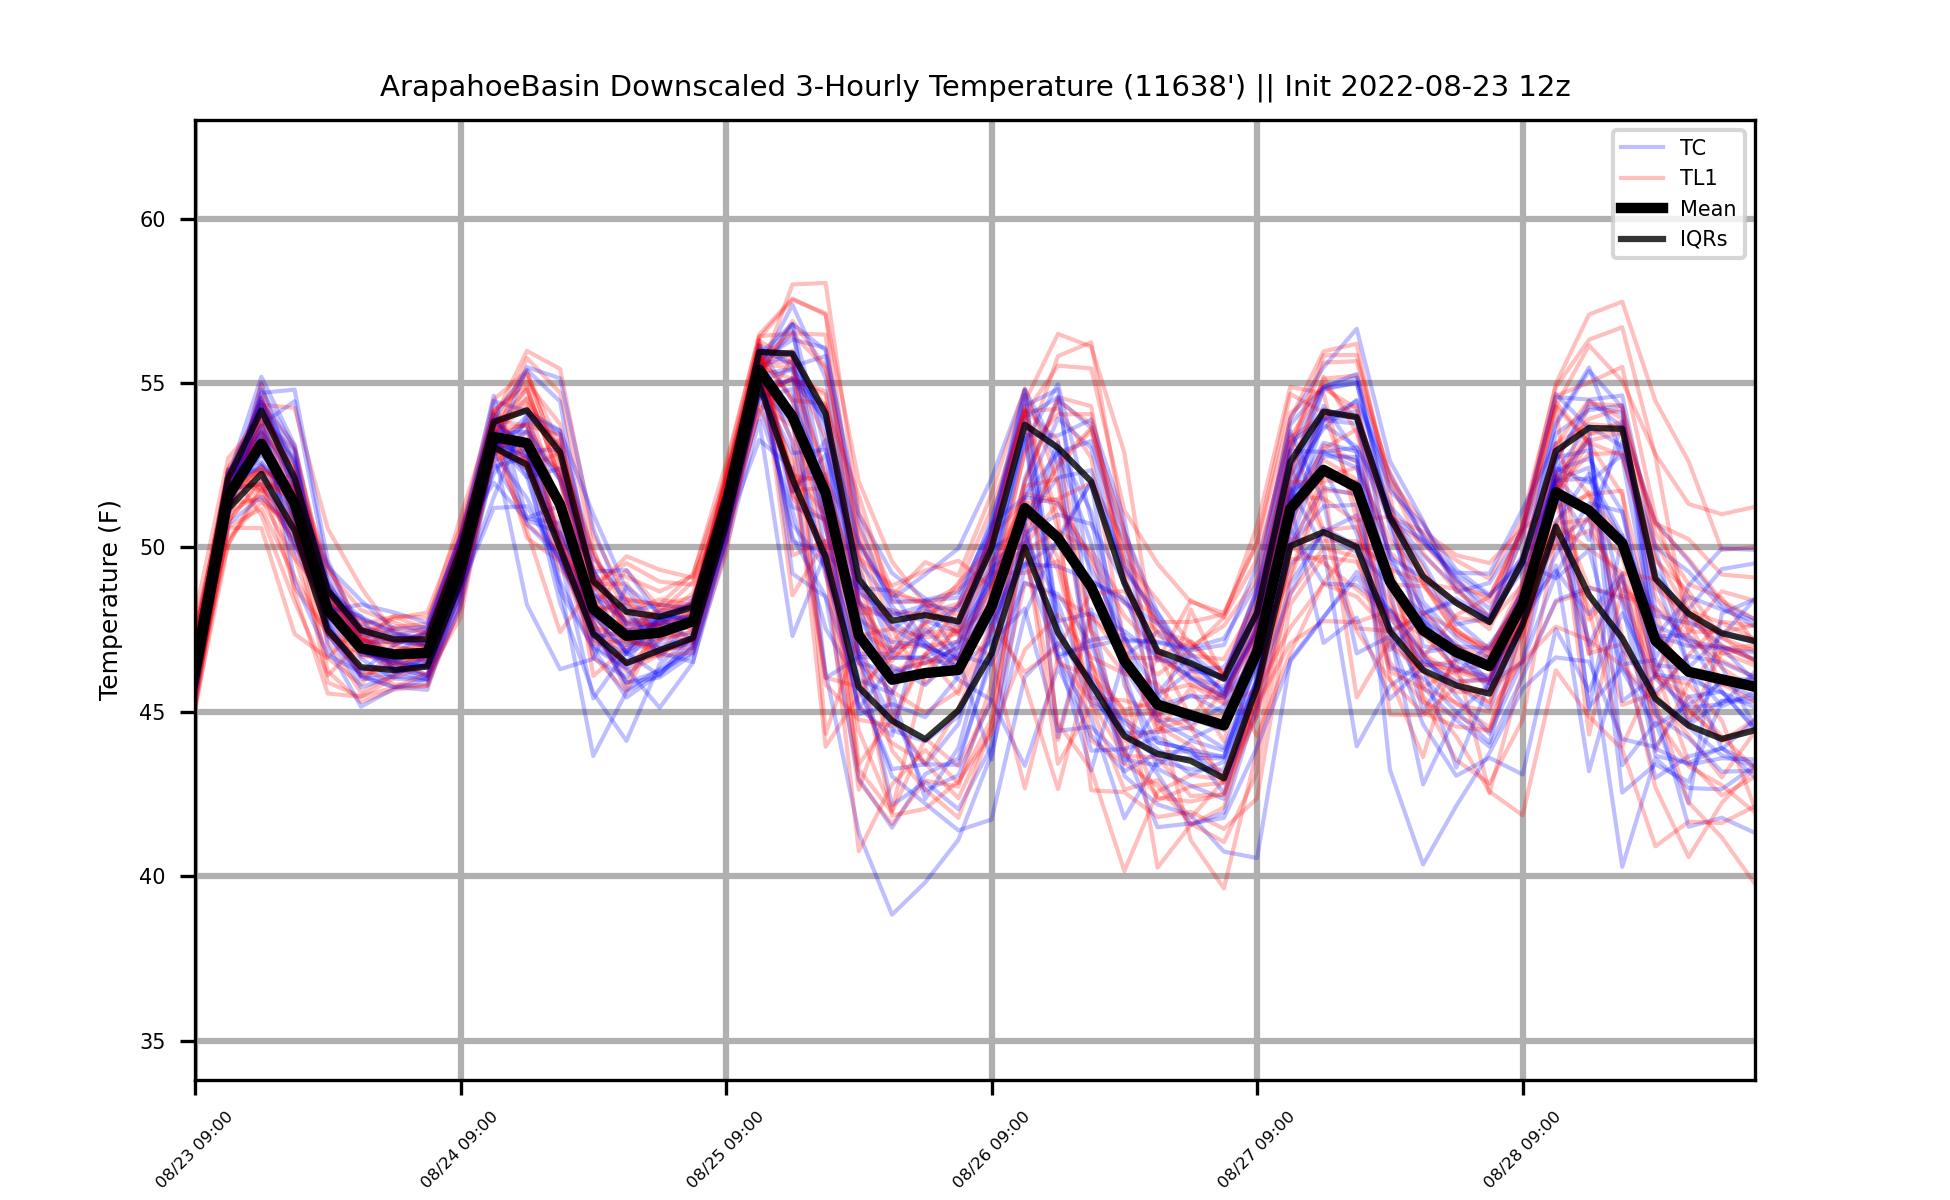 ArapahoeBasin Downscaled 3-Hourly Temperature (11638') || Init 2022-08-23 12z
TC
TL1
Mean
IQRs
Temperature (F)
60
55
50
45
40
35
08/23 09:00
08/24 09:00
08/25 09:00
08/26 09:00
08/27 09:00
08/28 09:00